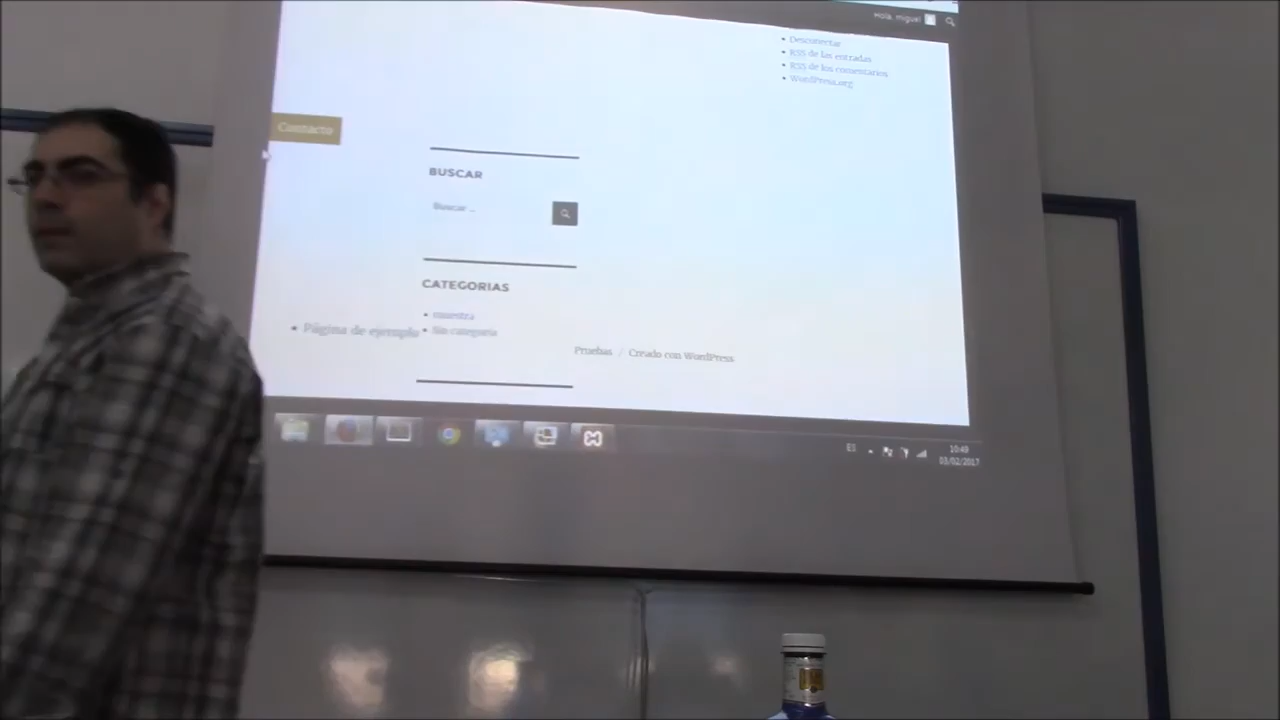 Hola, miguel
Desconectar
RSS de las entradas
RSS de los comentarios
WordPress.org
Contacto
BUSCAR
Buscar ...
CATEGORIAS
muestra
Página de ejemplo
Sin categoría
Pruebas / Creado con WordPress
ES
10:49
03/02/2017